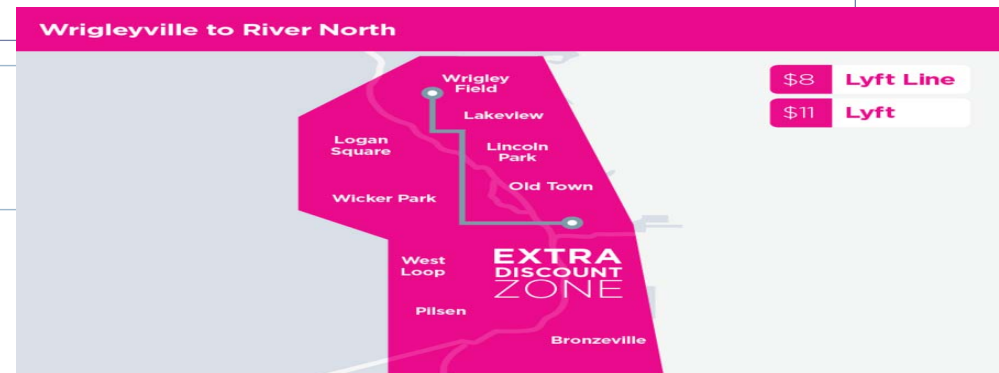 Wrigleyville to River North
$8 Lyft Line
$11 Lyft
Wrigley
Field
Lakeview
Logan
Square
Lincoln
Park
Old Town
Wicker Park
West
Loop
EXTRA
DISCOUNT
ZONE
Pilsen
Bronzeville